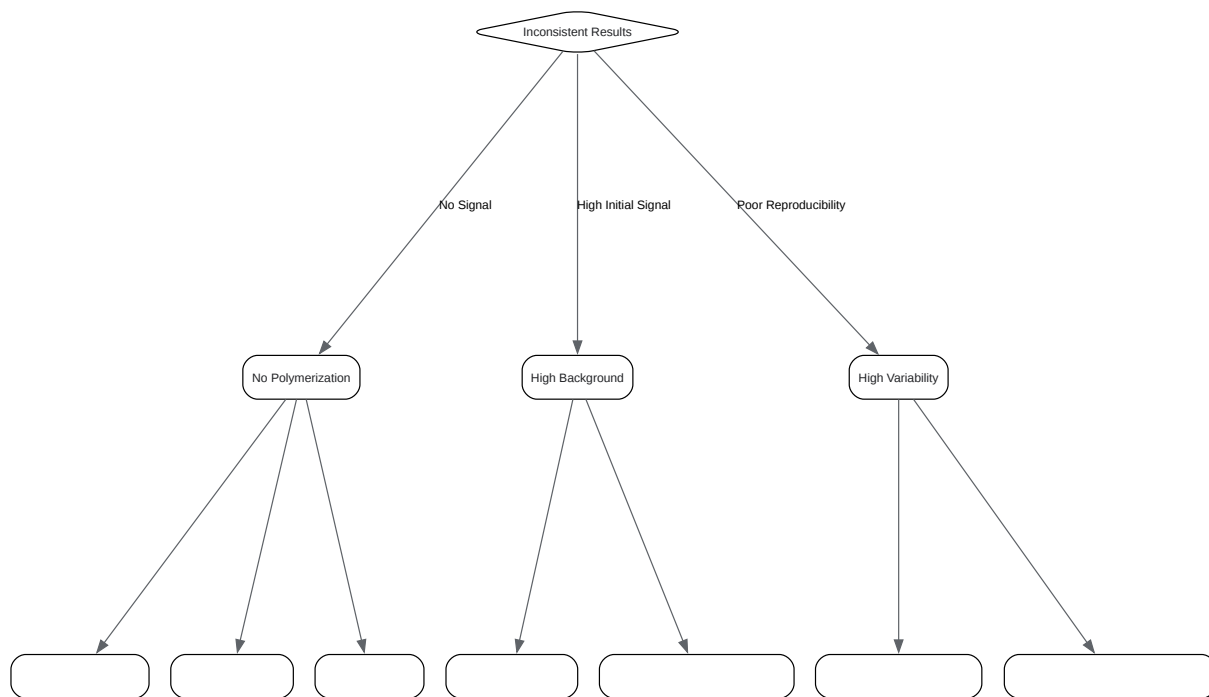 Inconsistent Results
No Signal
High Initial Signal
Poor Reproducibility
No Polymerization
High Background
High Variability